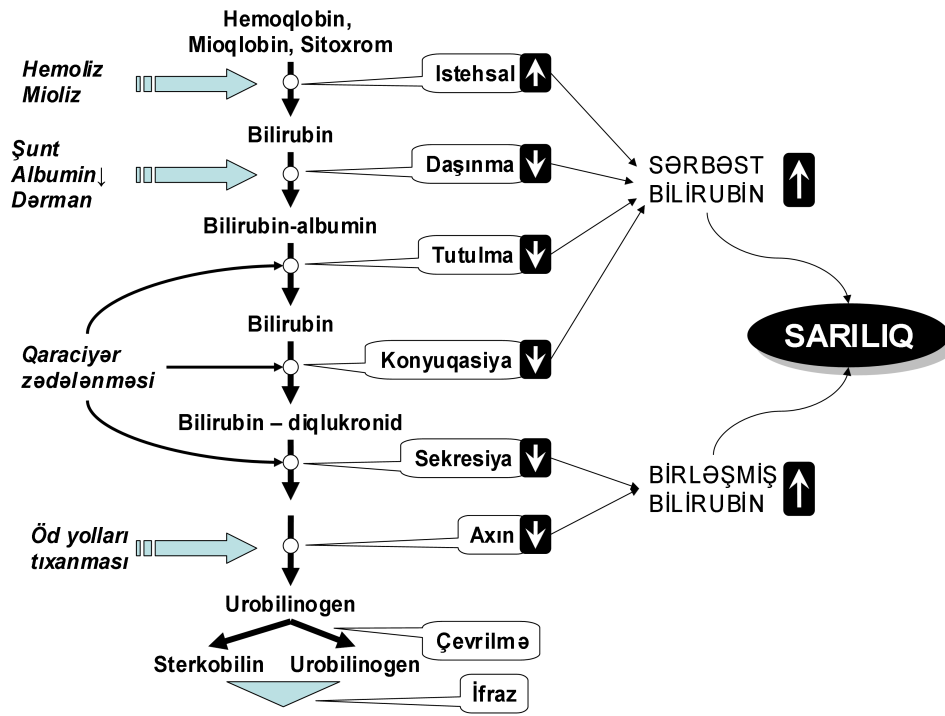 Hemoqlobin,
Mioqlobin, Sitoxrom
Hemoliz
Mioliz
Istehsal
Bilirubin
Şunt
Albumin↓
Dərman
Daşınma
SƏRBƏST
BİLİRUBİN
Bilirubin-albumin
Tutulma
Bilirubin
Qaraciyər
zədələnməsi
Konyuqasiya
SARILIQ
Bilirubin – diqlukronid
Sekresiya
BİRLƏŞMİŞ
BİLİRUBİN
Öd yolları
tıxanması
Axın
Urobilinogen
Çevrilmə
Sterkobilin
Urobilinogen
İfraz